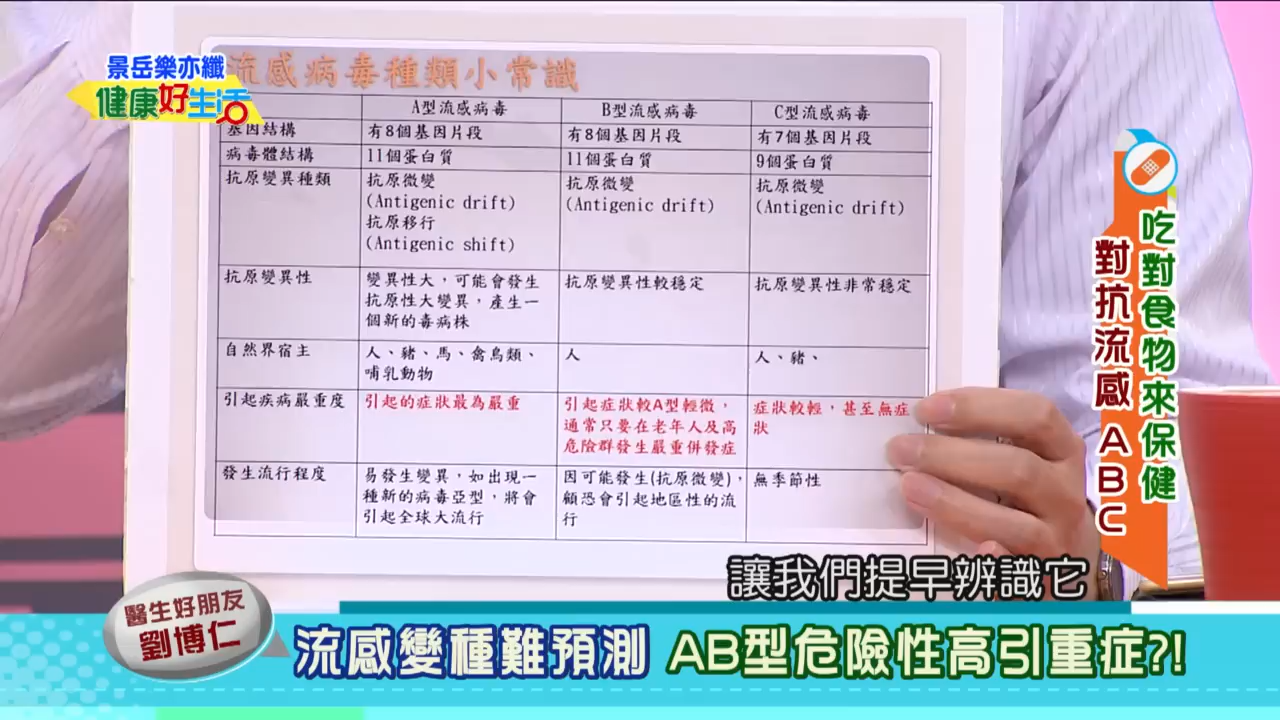 景岳樂亦纖
健康好生活
流感病毒種類小常識
A型流感病毒 B型流感病毒 C型流感病毒
基因結構 有8個基因片段 有8個基因片段 有7個基因片段
病毒體結構 11個蛋白質 11個蛋白質 9個蛋白質
抗原變異種類 抗原微變 抗原微變 抗原微變
(Antigenic drift) (Antigenic drift) (Antigenic drift)
抗原移行
(Antigenic shift)
抗原變異性 變異性大，可能會發生 抗原變異性較穩定 抗原變異性非常穩定
抗原性大變異，產生一
個新的毒病株
自然界宿主 人、豬、馬、禽鳥類、 人 人、豬、
哺乳動物
引起疾病嚴重度 引起的症狀最為嚴重 引起症狀較A型輕微， 症狀較輕，甚至無症
通常只要在老年人及高 狀
危險群發生嚴重併發症
發生流行程度 易發生變異，如出現一 因可能發生(抗原微變)， 無季節性
種新的病毒亞型，將會 顧恐會引起地區性的流
引起全球大流行 行
吃對食物來保健
對抗流感ABC
讓我們提早辨識它
醫生好朋友
劉博仁
流感變種難預測 AB型危險性高引重症?!